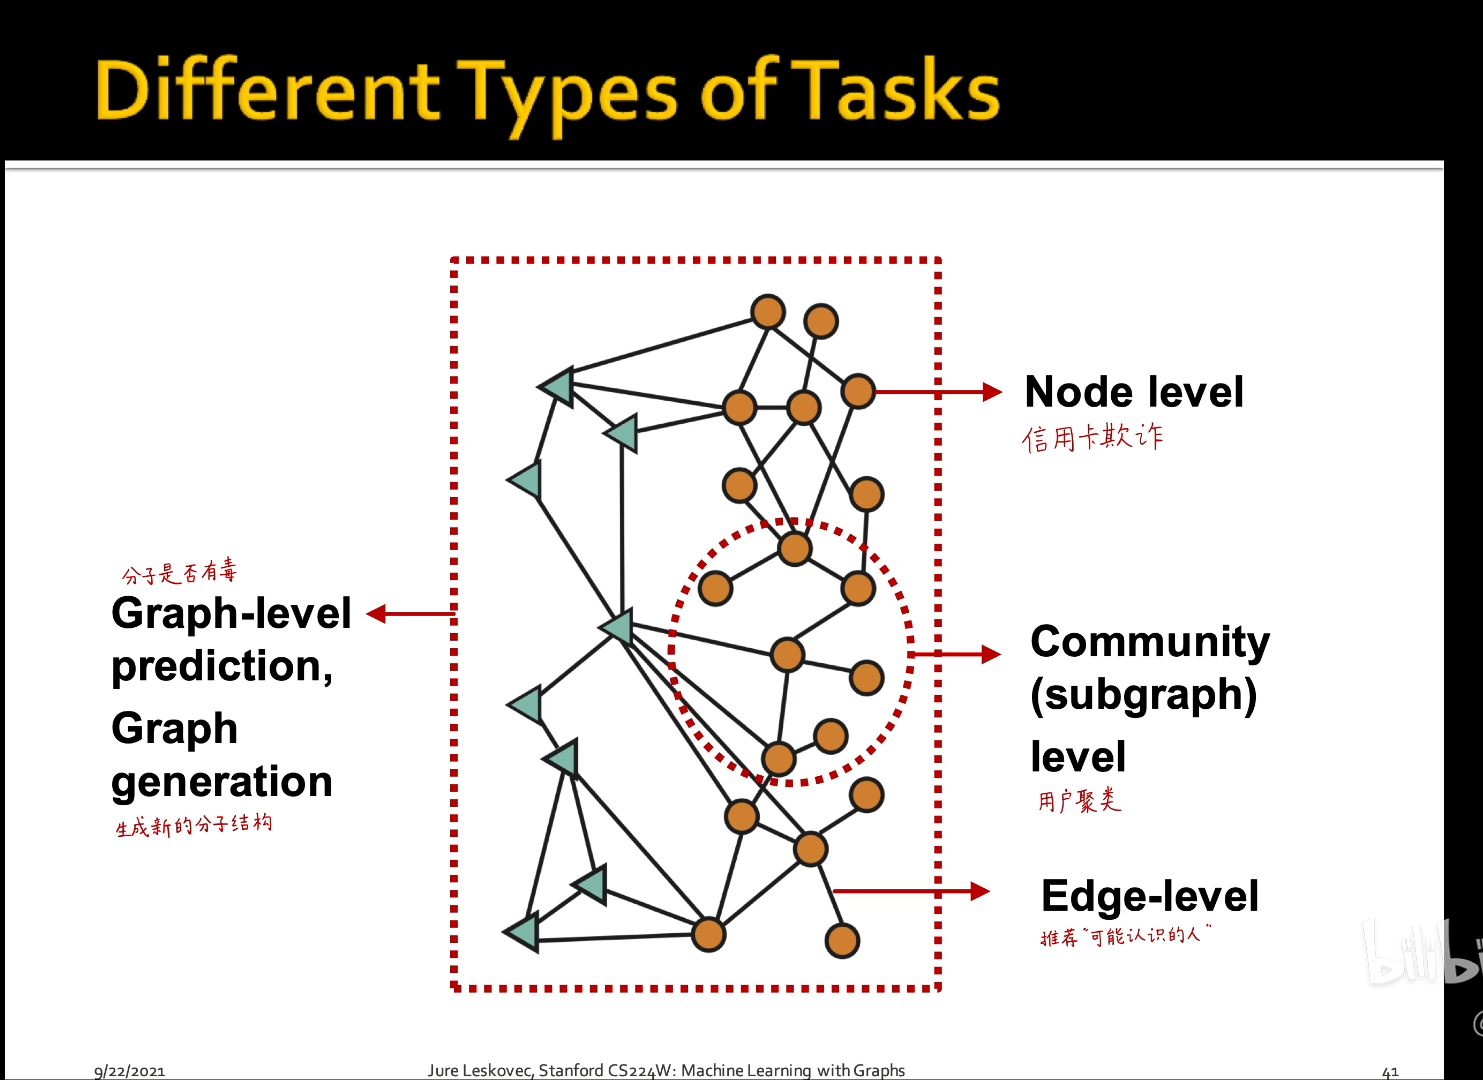 Different Types of Tasks
Node level
信用卡欺诈
分子是否有毒
Graph-level
prediction,
Graph
generation
生成新的分子结构
Community
(subgraph)
level
用户聚类
Edge-level
推荐“可能认识的人”
bilibi
9/22/2021
Jure Leskovec, Stanford CS224W: Machine Learning with Graphs
41